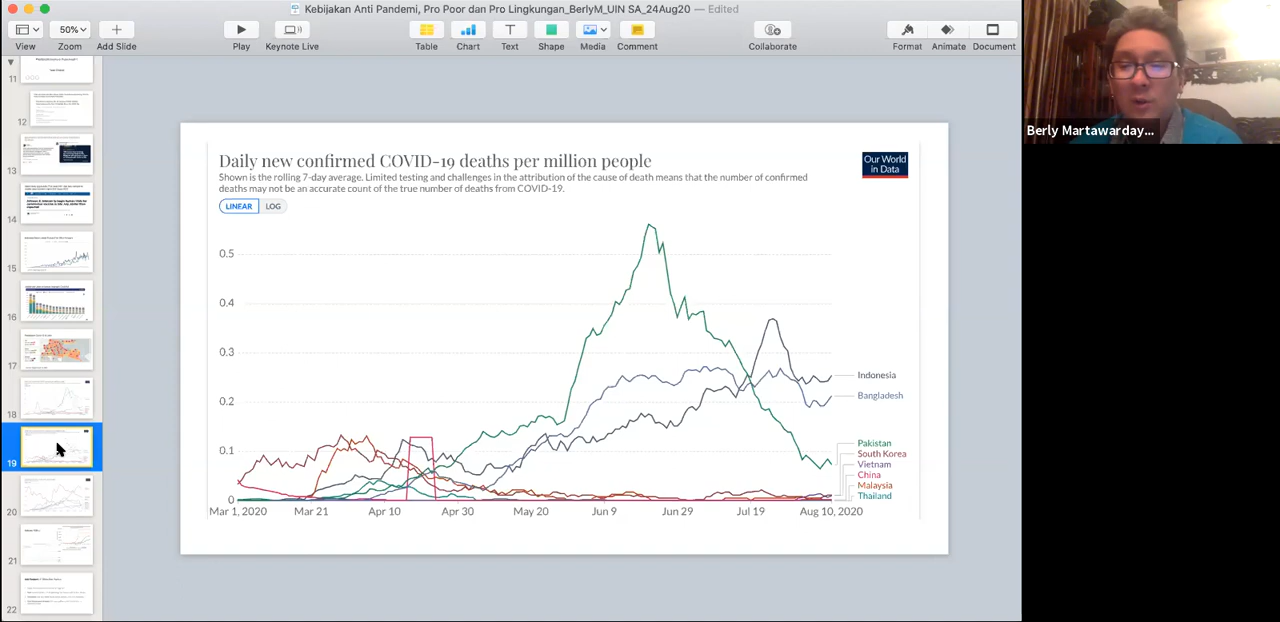 Kebijakan Anti Pandemi, Pro Poor dan Pro Lingkungan_BerlyM_UIN SA_24Aug20 — Edited
50%
View
Zoom
Add Slide
Play
Keynote Live
Table
Chart
Text
Shape
Media
Comment
Collaborate
Format
Animate
Document
Berly Martawarday...
11
12
13
14
15
16
17
18
19
20
21
22
Daily new confirmed COVID-19 deaths per million people
Shown is the rolling 7-day average. Limited testing and challenges in the attribution of the cause of death means that the number of confirmed
deaths may not be an accurate count of the true number of deaths from COVID-19.
Our World
in Data
LINEAR
LOG
0.5
0.4
0.3
0.2
0.1
0
Mar 1, 2020
Mar 21
Apr 10
Apr 30
May 20
Jun 9
Jun 29
Jul 19
Aug 10, 2020
Indonesia
Bangladesh
Pakistan
South Korea
Vietnam
China
Malaysia
Thailand